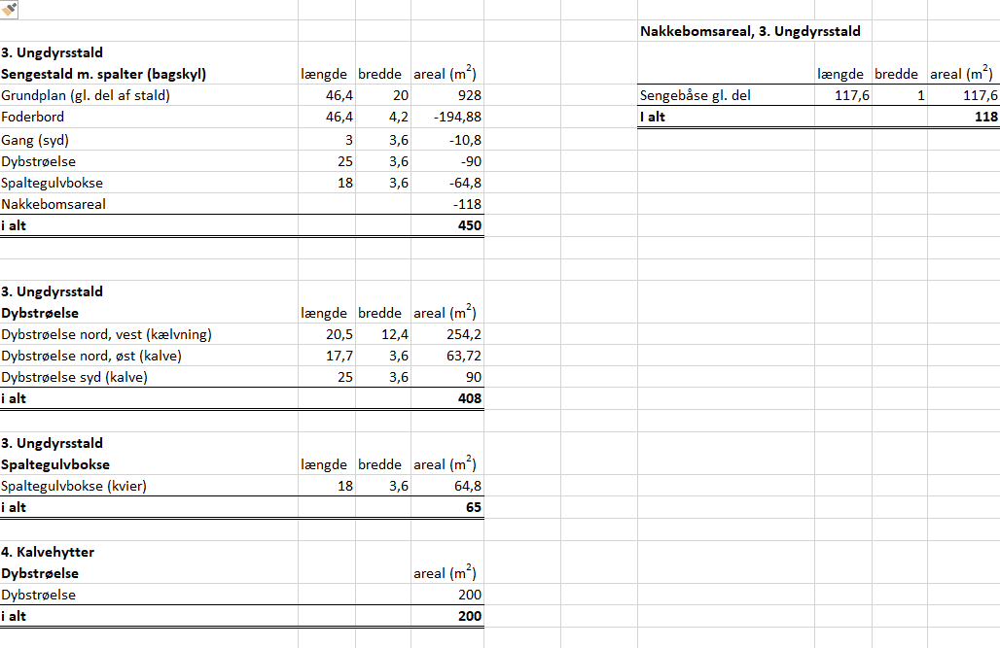 Nakkebomsareal, 3. Ungdyrsstald
3. Ungdyrsstald
Sengestald m. spalter (bagskyl) længde bredde areal (m²) længde bredde areal (m²)
Grundplan (gl. del af stald) 46,4 20 928 Sengebåse gl. del 117,6 1 117,6
Foderbord 46,4 4,2 -194,88 I alt 118
Gang (syd) 3 3,6 -10,8
Dybstrøelse 25 3,6 -90
Spaltegulvbokse 18 3,6 -64,8
Nakkebomsareal -118
i alt 450
3. Ungdyrsstald
Dybstrøelse længde bredde areal (m²)
Dybstrøelse nord, vest (kælvning) 20,5 12,4 254,2
Dybstrøelse nord, øst (kalve) 17,7 3,6 63,72
Dybstrøelse syd (kalve) 25 3,6 90
i alt 408
3. Ungdyrsstald
Spaltegulvbokse længde bredde areal (m²)
Spaltegulvbokse (kvier) 18 3,6 64,8
i alt 65
4. Kalvehytter
Dybstrøelse areal (m²)
Dybstrøelse 200
i alt 200